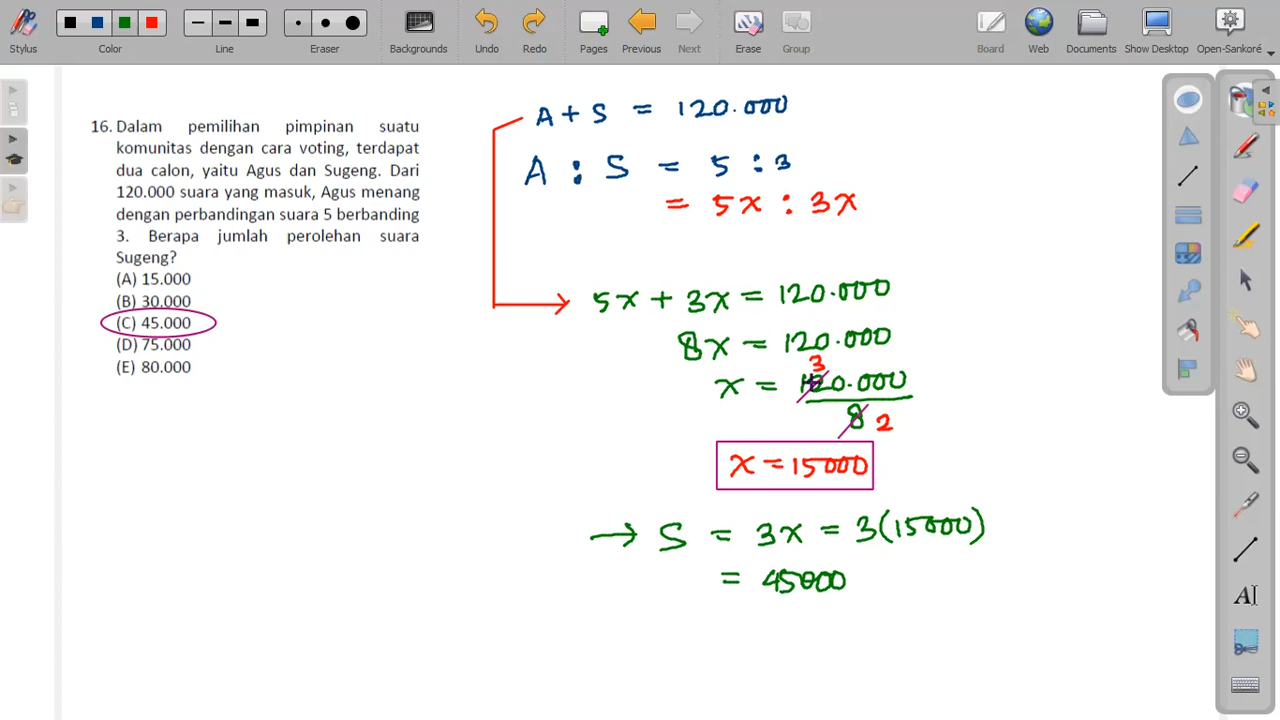 Stylus
Color
Line
Eraser
Backgrounds
Undo
Redo
Pages
Previous
Next
Erase
Group
Board
Web
Documents
Show Desktop
Open-Sankoré
16. Dalam pemilihan pimpinan suatu
komunitas dengan cara voting, terdapat
dua calon, yaitu Agus dan Sugeng. Dari
120.000 suara yang masuk, Agus menang
dengan perbandingan suara 5 berbanding
3. Berapa jumlah perolehan suara
Sugeng?
(A) 15.000
(B) 30.000
(C) 45.000
(D) 75.000
(E) 80.000
A + S = 120.000
A : S = 5 : 3
= 5x : 3x
5x + 3x = 120.000
8x = 120.000
3
x = 120.000
8 2
x = 15000
→ S = 3x = 3(15000)
= 45000